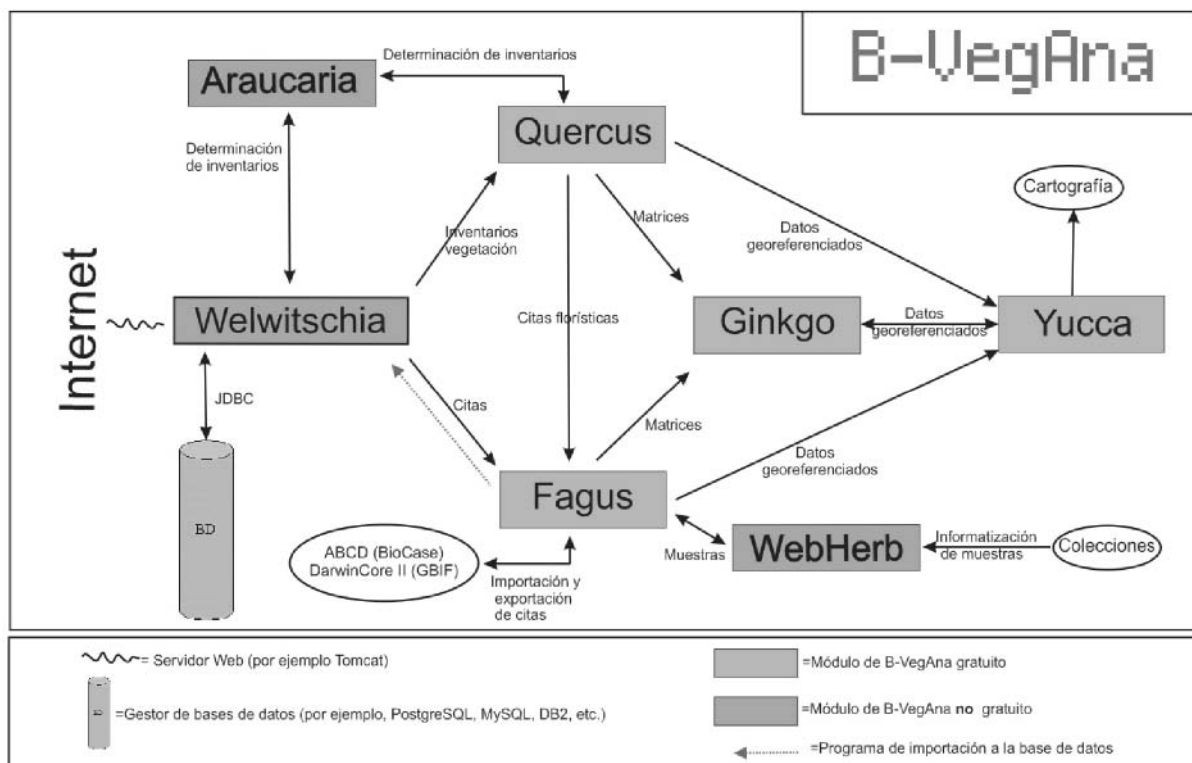 B-VegAna
Determinación de inventarios
Araucaria
Quercus
Determinación
de inventarios
Cartografía
Matrices
Inventarios
vegetación
Datos
georeferenciados
Internet
Welwitschia
Citas florísticas
Ginkgo
Datos
georeferenciados
Yucca
JDBC
Citas
Matrices
Datos
georeferenciados
Fagus
BD
ABCD (BioCase)
DarwinCore II (GBIF)
Muestras
WebHerb
Informatización
de muestras
Colecciones
Importación y
exportación
de citas
= Servidor Web (por ejemplo Tomcat)
=Módulo de B-VegAna gratuito
=Gestor de bases de datos (por ejemplo, PostgreSQL, MySQL, DB2, etc.)
=Módulo de B-VegAna no gratuito
=Programa de importación a la base de datos